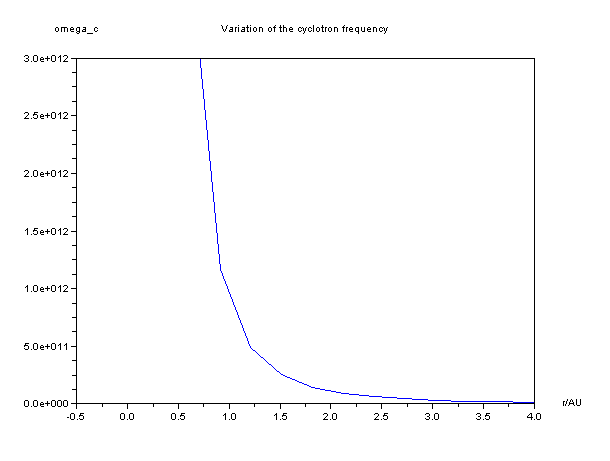 omega_c Variation of the cyclotron frequency
3.0e+012
2.5e+012
2.0e+012
1.5e+012
1.0e+012
5.0e+011
0.0e+000
-0.5 0.0 0.5 1.0 1.5 2.0 2.5 3.0 3.5 4.0 r/AU